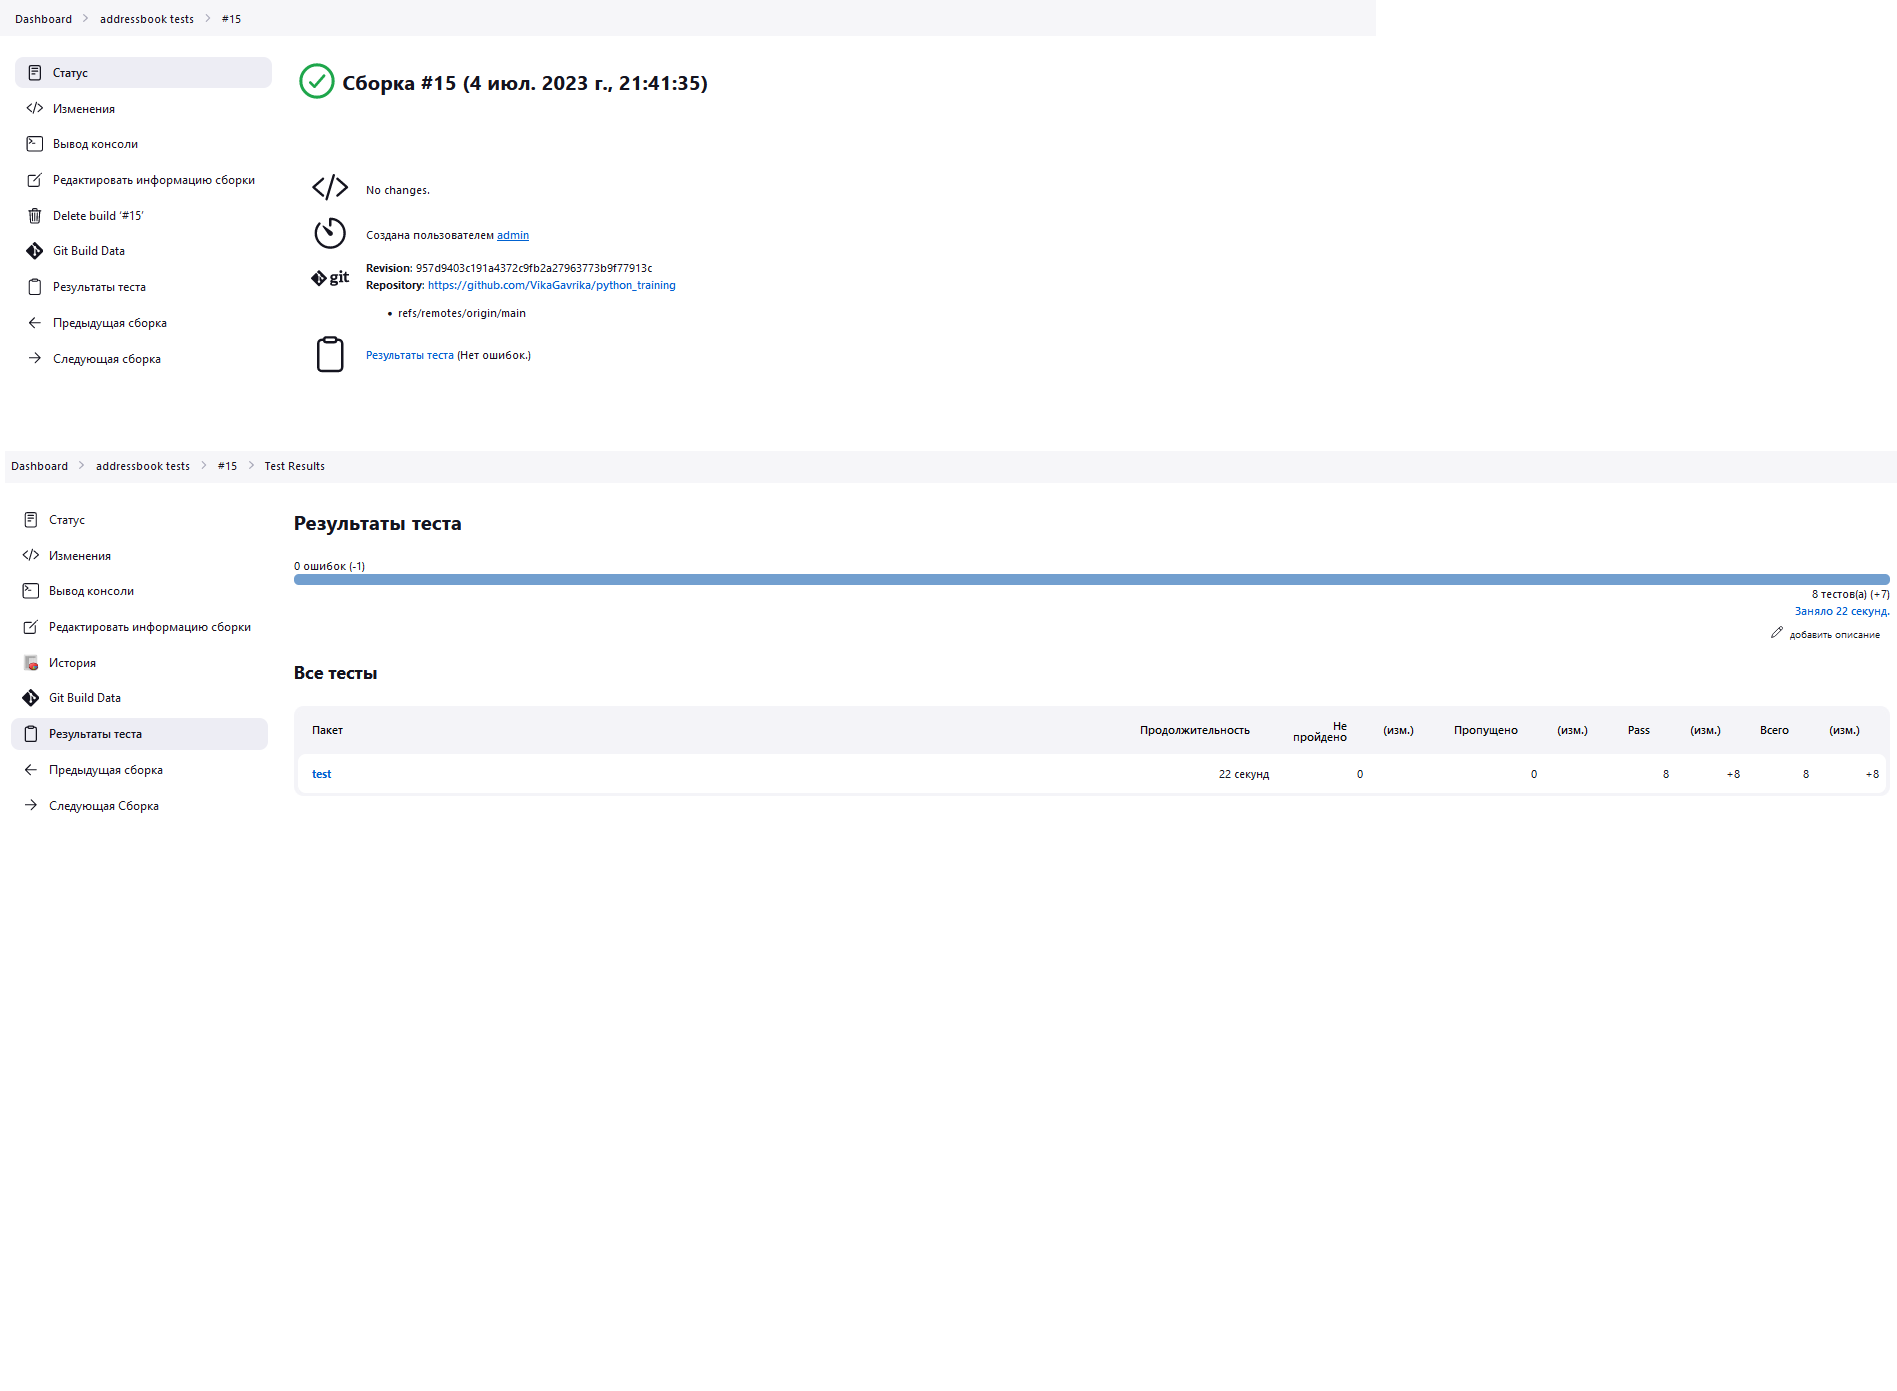 Dashboard > addressbook tests > #15
Статус
Изменения
Вывод консоли
Редактировать информацию сборки
Delete build ‘#15’
Git Build Data
Результаты теста
Предыдущая сборка
Следующая сборка
Сборка #15 (4 июл. 2023 г., 21:41:35)
No changes.
Создана пользователем admin
git
Revision: 957d9403c191a4372c9fb2a27963773b9f77913c
Repository: https://github.com/VikaGavrika/python_training
• refs/remotes/origin/main
Результаты теста (Нет ошибок.)
Dashboard > addressbook tests > #15 > Test Results
Статус
Изменения
Вывод консоли
Редактировать информацию сборки
История
Git Build Data
Результаты теста
Предыдущая сборка
Следующая Сборка
Результаты теста
0 ошибок (-1)
8 тестов(а) (+7)
Заняло 22 секунд.
добавить описание
Все тесты
Пакет Продолжительность Не пройдено (изм.) Пропущено (изм.) Pass (изм.) Всего (изм.)
test 22 секунд 0 0 8 +8 8 +8